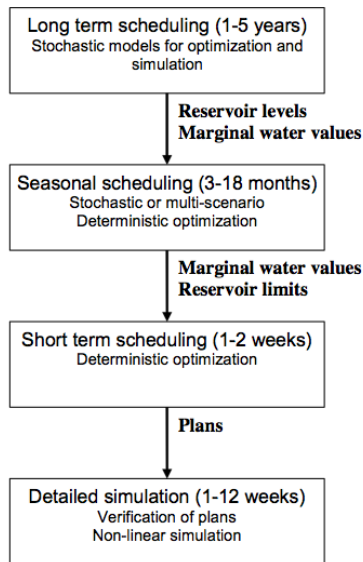 Long term scheduling (1-5 years)
Stochastic models for optimization and
simulation
Reservoir levels
Marginal water values
Seasonal scheduling (3-18 months)
Stochastic or multi-scenario
Deterministic optimization
Marginal water values
Reservoir limits
Short term scheduling (1-2 weeks)
Deterministic optimization
Plans
Detailed simulation (1-12 weeks)
Verification of plans
Non-linear simulation